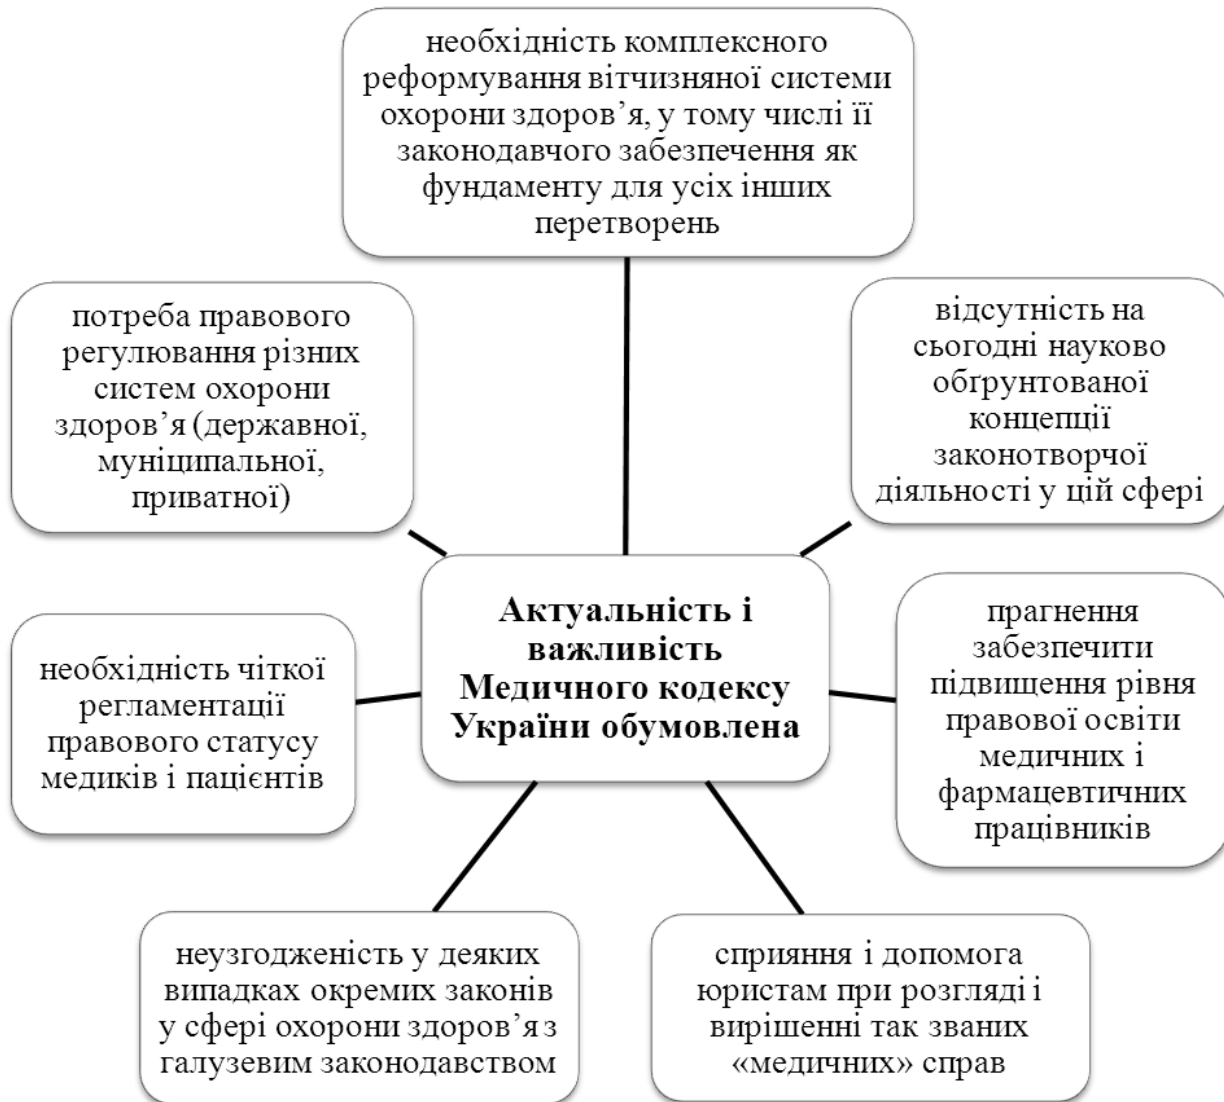 необхідність комплексного
реформування вітчизняної системи
охорони здоров’я, у тому числі її
законодавчого забезпечення як
фундаменту для усіх інших
перетворень
потреба правового
регулювання різних
систем охорони
здоров’я (державної,
муніципальної,
приватної)
відсутність на
сьогодні науково
обґрунтованої
концепції
законотворчої
діяльності у цій сфері
Актуальність і
важливість
Медичного кодексу
України обумовлена
необхідність чіткої
регламентації
правового статусу
медиків і пацієнтів
прагнення
забезпечити
підвищення рівня
правової освіти
медичних і
фармацевтичних
працівників
неузгодженість у деяких
випадках окремих законів
у сфері охорони здоров’я з
галузевим законодавством
сприяння і допомога
юристам при розгляді і
вирішенні так званих
«медичних» справ